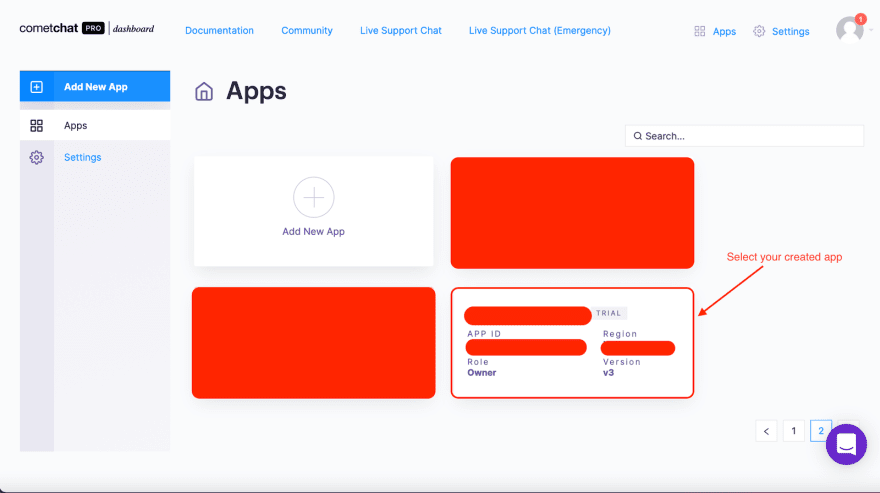 cometchat PRO dashboard
Documentation
Community
Live Support Chat
Live Support Chat (Emergency)
Apps
Settings
1
Add New App
Apps
Settings
Apps
Search...
Add New App
Select your created app
TRIAL
APP ID
Region
Role
Version
Owner
v3
1
2